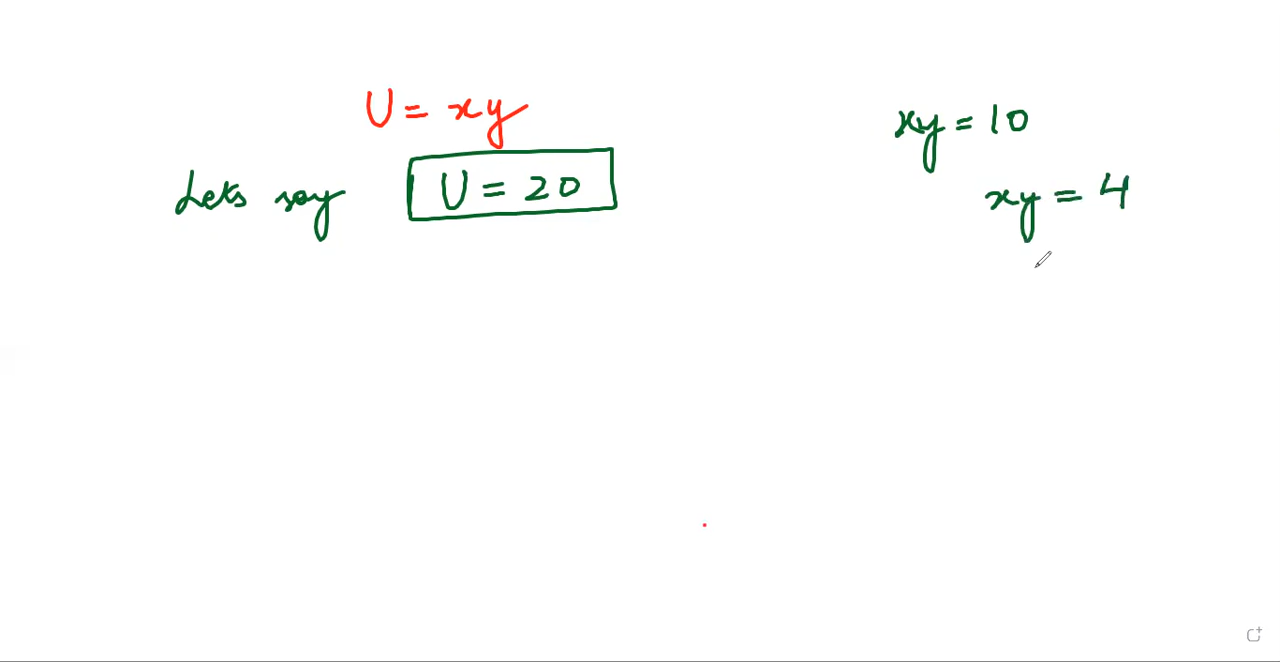 U = xy
Lets say U = 20
xy = 10
xy = 4